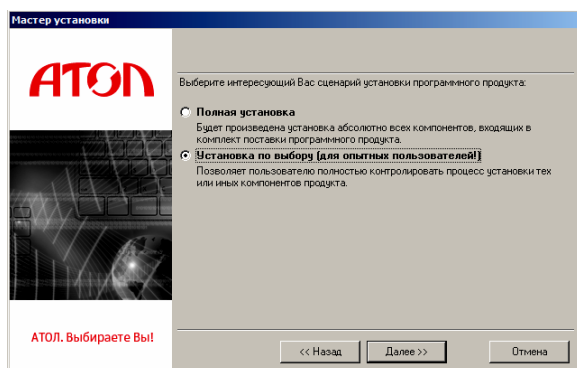 Мастер установки
АТОЛ
Выберите интересующий Вас сценарий установки программного продукта:
Полная установка
Будет произведена установка абсолютно всех компонентов, входящих в
комплект поставки программного продукта.
Установка по выбору (для опытных пользователей!)
Позволяет пользователю полностью контролировать процесс установки тех
или иных компонентов продукта.
АТОЛ. Выбираете Вы!
<< Назад
Далее >>
Отмена